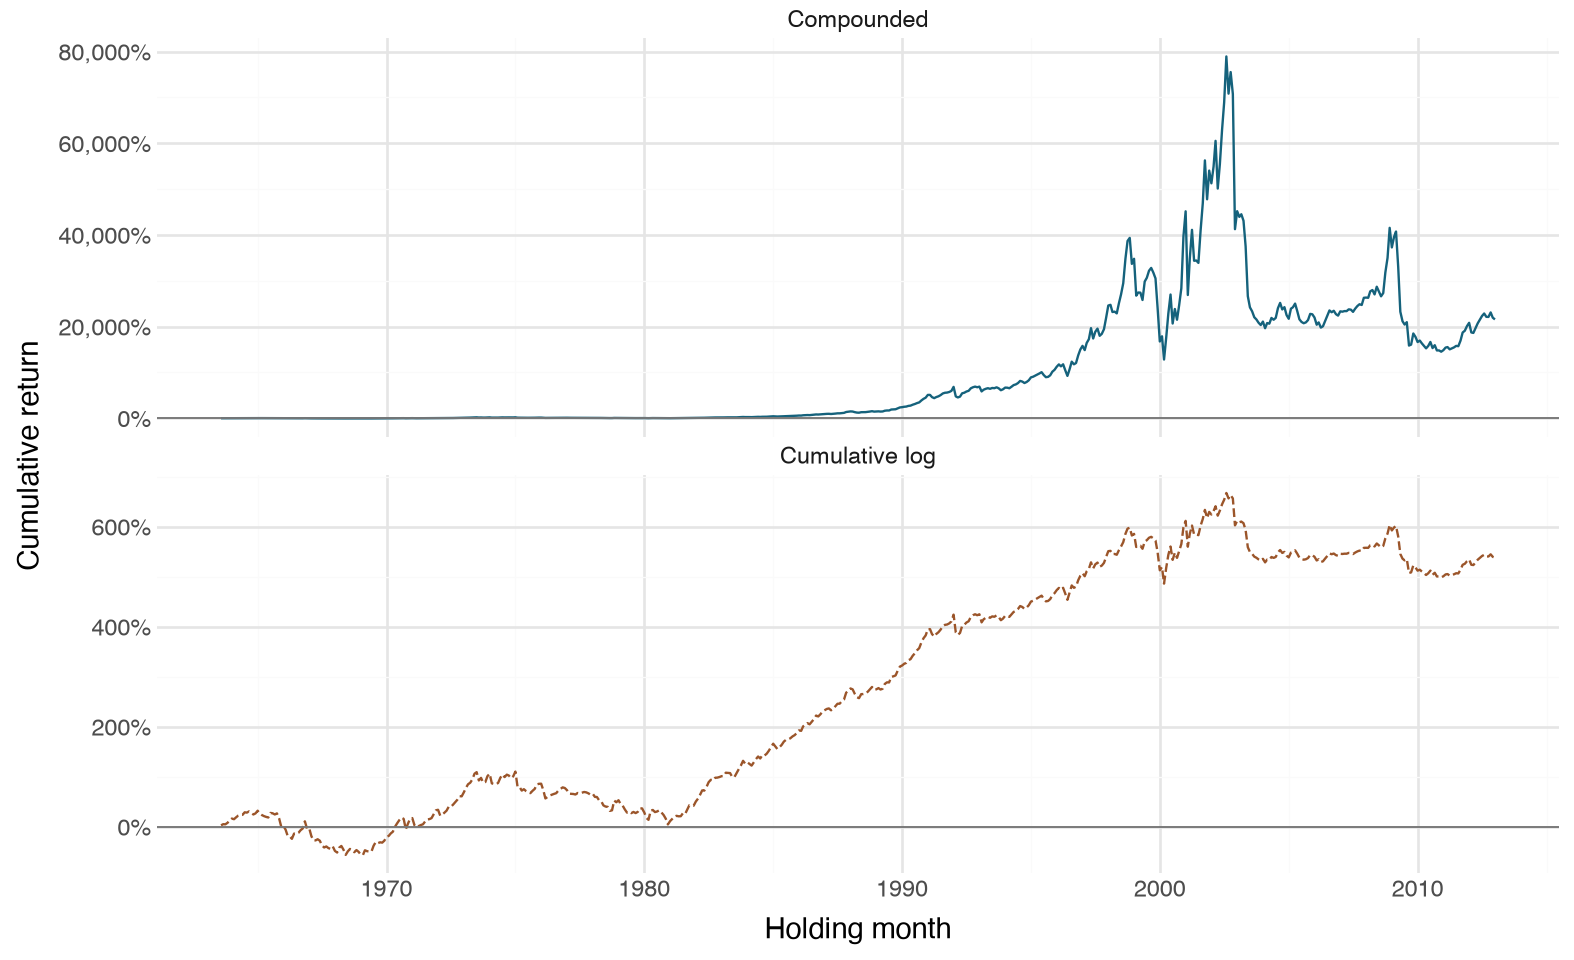 Compounded
80,000%
60,000%
40,000%
20,000%
0%
Cumulative return
Cumulative log
600%
400%
200%
0%
1970 1980 1990 2000 2010
Holding month